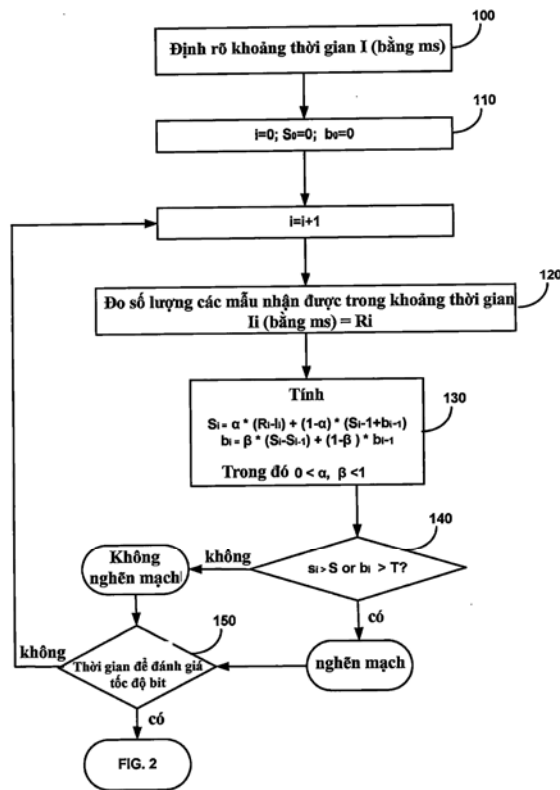 100
Định rõ khoảng thời gian I (bằng ms)
110
i=0; S₀=0; b₀=0
i=i+1
120
Đo số lượng các mẫu nhận được trong khoảng thời gian
Ii (bằng ms) = Ri
130
Tính
Sᵢ = α * (Rᵢ-Iᵢ) + (1-α) * (Sᵢ-1+bᵢ₋₁)
bᵢ = β * (Sᵢ-Sᵢ₋₁) + (1-β) * bᵢ₋₁
Trong đó 0 < α, β <1
140
sᵢ > S or bᵢ > T?
không
Không
nghẽn mạch
có
nghẽn mạch
150
Thời gian để đánh giá
tốc độ bit
không
có
FIG. 2